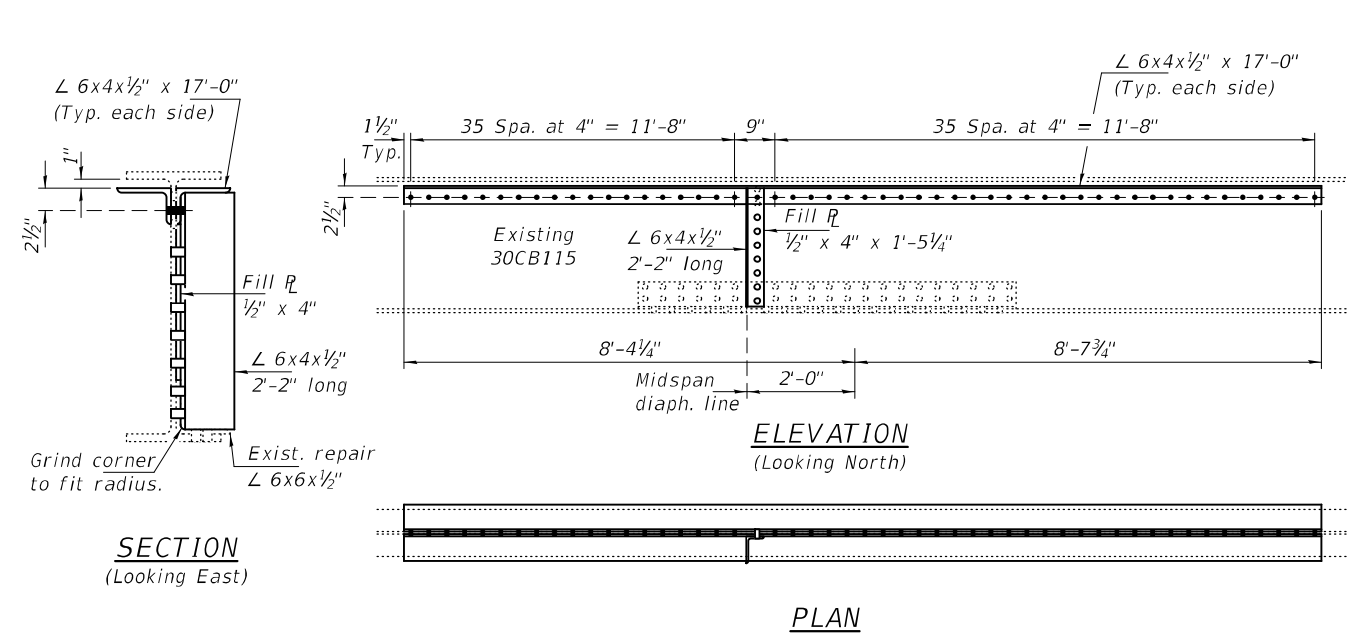 ∠ 6x4x½" x 17'-0"
(Typ. each side)
1"
2½"
Fill ℄
½" x 4"
∠ 6x4x½"
2'-2" long
Grind corner
to fit radius.
Exist. repair
∠ 6x6x½"
SECTION
(Looking East)
∠ 6x4x½" x 17'-0"
(Typ. each side)
1½"
Typ.
35 Spa. at 4" = 11'-8"
9"
35 Spa. at 4" = 11'-8"
2½"
Existing
30CB115
∠ 6x4x½"
2'-2" long
Fill ℄
½" x 4" x 1'-5¼"
8'-4¼"
8'-7¾"
Midspan
diaph. line
2'-0"
ELEVATION
(Looking North)
PLAN